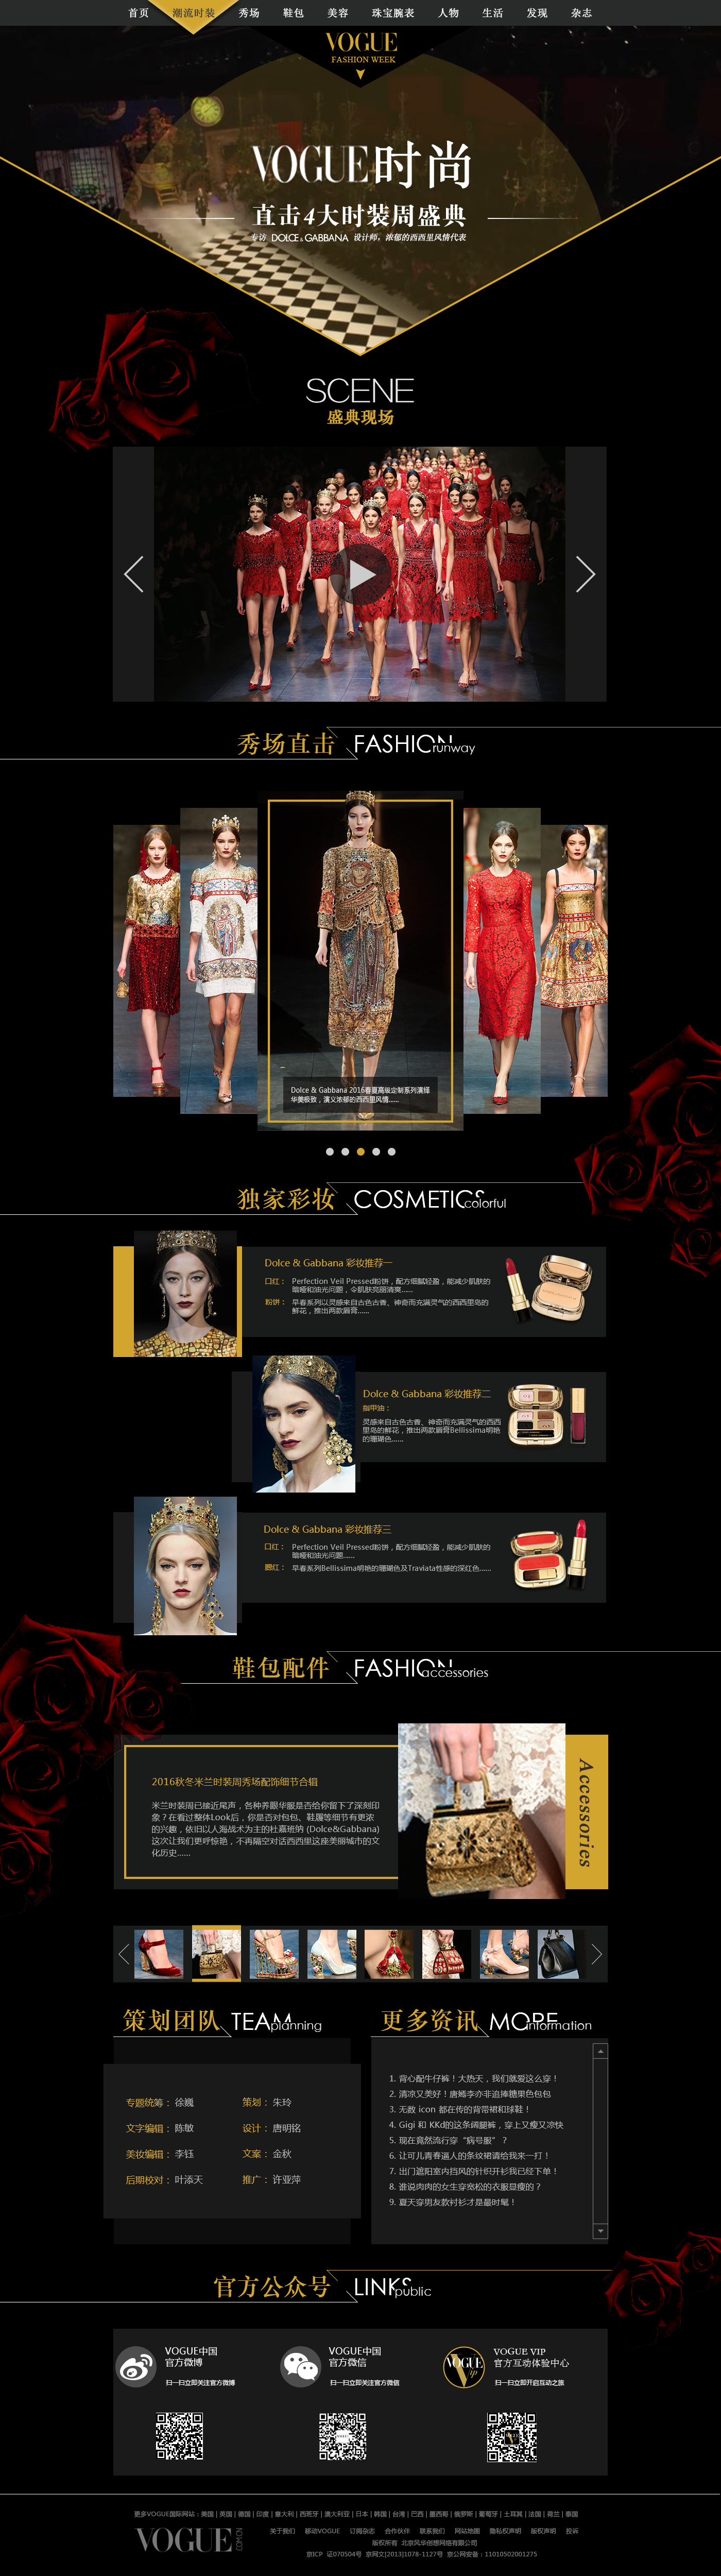 首页 潮流时装 秀场 鞋包 美容 珠宝腕表 人物 生活 发现 杂志
VOGUE
FASHION WEEK
VOGUE时尚
直击4大时装周盛典
专访 DOLCE & GABBANA 设计师。浓郁的西西里风情代表
SCENE
盛典现场
秀场直击 FASHION runway
Dolce & Gabbana 2016春夏高级定制系列演绎
华美极致，演义浓郁的西西里风情......
独家彩妆 COSMETICS colorful
Dolce & Gabbana 彩妆推荐一
口红： Perfection Veil Pressed粉饼，配方细腻轻盈，能减少肌肤的
暗哑和油光问题，令肌肤亮丽清爽......
粉饼： 早春系列以灵感来自古色古香、神奇而充满灵气的西西里岛的
鲜花，推出两款唇膏......
Dolce & Gabbana 彩妆推荐二
指甲油：
灵感来自古色古香、神奇而充满灵气的西西
里岛的鲜花，推出两款唇膏Bellissima明艳
的珊瑚色......
Dolce & Gabbana 彩妆推荐三
口红： Perfection Veil Pressed粉饼，配方细腻轻盈，能减少肌肤的
暗哑和油光问题......
腮红： 早春系列Bellissima明艳的珊瑚色及Traviata性感的深红色......
鞋包配件 FASHION accessories
2016秋冬米兰时装周秀场配饰细节合辑
米兰时装周已接近尾声，各种养眼华服是否给你留下了深刻印
象？在看过整体Look后，你是否对包包、鞋履等细节有更浓
的兴趣，依旧以人海战术为主的杜嘉班纳 (Dolce&Gabbana)
这次让我们更呼惊艳，不再隔空对话西西里这座美丽城市的文
化历史......
Accessories
策划团队 TEAM planning
专题统筹： 徐巍 策划： 朱玲
文字编辑： 陈敏 设计： 唐明铭
美妆编辑： 李钰 文案： 金秋
后期校对： 叶添天 推广： 许亚萍
更多资讯 MORE information
1. 背心配牛仔裤！大热天，我们就爱这么穿！
2. 清凉又美好！唐嫣李亦非追捧糖果色包包
3. 无数 icon 都在传的背带裙和球鞋！
4. Gigi 和 KKd的这条阔腿裤，穿上又瘦又凉快
5. 现在竟然流行穿“病号服”？
6. 让可儿青春逼人的条纹裙请给我来一打！
7. 出门遮阳室内挡风的针织开衫我已经下单！
8. 谁说肉肉的女生穿宽松的衣服显瘦的？
9. 夏天穿男友款衬衫才是最时髦！
官方公众号 LINKS public
VOGUE中国
官方微博
扫一扫立即关注官方微博
VOGUE中国
官方微信
扫一扫立即关注官方微信
VOGUE Vip
VOGUE VIP
官方互动体验中心
扫一扫立即开启互动之旅
更多VOGUE国际网站：美国 | 英国 | 德国 | 印度 | 意大利 | 西班牙 | 澳大利亚 | 日本 | 韩国 | 台湾 | 巴西 | 墨西哥 | 俄罗斯 | 葡萄牙 | 土耳其 | 法国 | 荷兰 | 泰国
VOGUE.COM.CN
关于我们 移动VOGUE 订阅杂志 合作伙伴 联系我们 网站地图 隐私权声明 版权声明 投诉
版权所有 北京风华创想网络有限公司
京ICP 证070504号 京网文[2013]1078-1127号 京公网安备：11010502001275